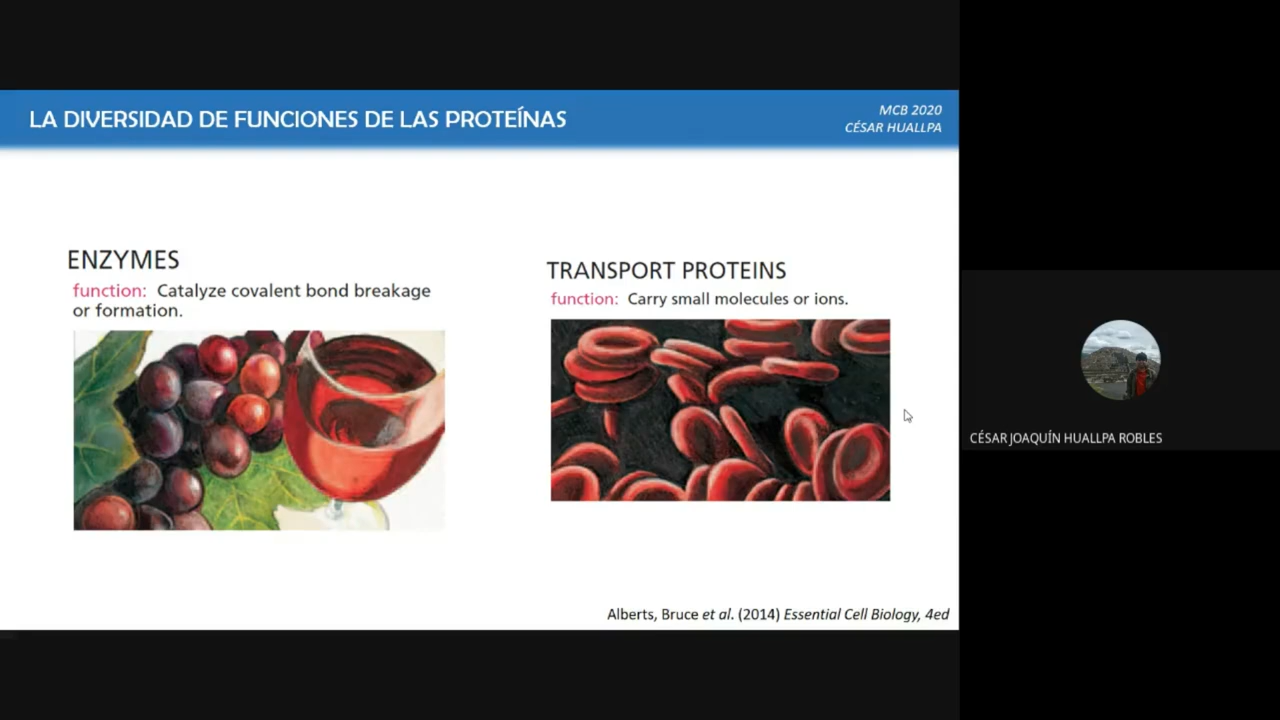 LA DIVERSIDAD DE FUNCIONES DE LAS PROTEÍNAS
MCB 2020
CÉSAR HUALLPA
ENZYMES
function: Catalyze covalent bond breakage
or formation.
TRANSPORT PROTEINS
function: Carry small molecules or ions.
Alberts, Bruce et al. (2014) Essential Cell Biology, 4ed
CÉSAR JOAQUÍN HUALLPA ROBLES